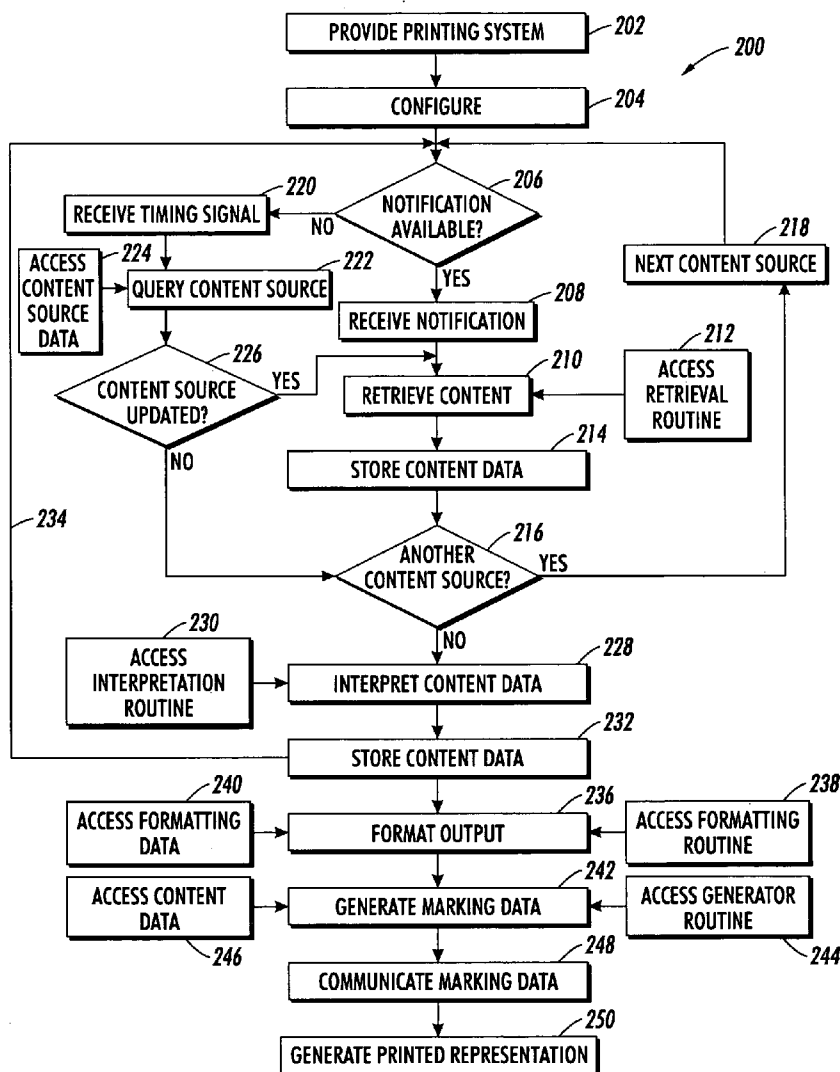 PROVIDE PRINTING SYSTEM
202
200
CONFIGURE
204
206
NOTIFICATION
AVAILABLE?
NO
YES
220
RECEIVE TIMING SIGNAL
218
NEXT CONTENT SOURCE
224
ACCESS
CONTENT
SOURCE
DATA
222
QUERY CONTENT SOURCE
208
RECEIVE NOTIFICATION
226
CONTENT SOURCE
UPDATED?
YES
NO
210
RETRIEVE CONTENT
212
ACCESS
RETRIEVAL
ROUTINE
214
STORE CONTENT DATA
234
216
ANOTHER
CONTENT SOURCE?
YES
NO
230
ACCESS
INTERPRETATION
ROUTINE
228
INTERPRET CONTENT DATA
232
STORE CONTENT DATA
240
ACCESS FORMATTING
DATA
236
FORMAT OUTPUT
238
ACCESS FORMATTING
ROUTINE
ACCESS CONTENT
DATA
246
242
GENERATE MARKING DATA
ACCESS GENERATOR
ROUTINE
244
248
COMMUNICATE MARKING DATA
250
GENERATE PRINTED REPRESENTATION